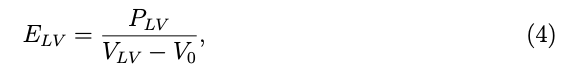 E_{LV} = \frac{P_{LV}}{V_{LV} - V_0}, (4)